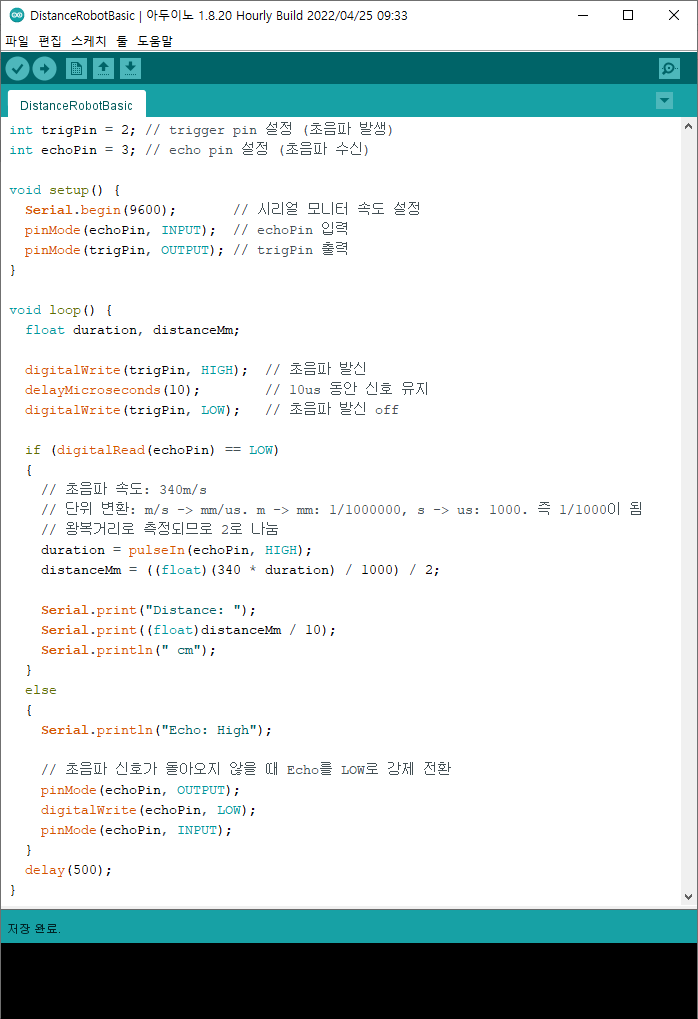 DistanceRobotBasic | 아두이노 1.8.20 Hourly Build 2022/04/25 09:33
파일 편집 스케치 툴 도움말
DistanceRobotBasic
int trigPin = 2; // trigger pin 설정 (초음파 발생)
int echoPin = 3; // echo pin 설정 (초음파 수신)
void setup() {
  Serial.begin(9600);       // 시리얼 모니터 속도 설정
  pinMode(echoPin, INPUT);  // echoPin 입력
  pinMode(trigPin, OUTPUT); // trigPin 출력
}
void loop() {
  float duration, distanceMm;
  digitalWrite(trigPin, HIGH);  // 초음파 발신
  delayMicroseconds(10);        // 10us 동안 신호 유지
  digitalWrite(trigPin, LOW);   // 초음파 발신 off
  if (digitalRead(echoPin) == LOW)
  {
    // 초음파 속도: 340m/s
    // 단위 변환: m/s -> mm/us. m -> mm: 1/1000000, s -> us: 1000. 즉 1/1000이 됨
    // 왕복거리로 측정되므로 2로 나눔
    duration = pulseIn(echoPin, HIGH);
    distanceMm = ((float)(340 * duration) / 1000) / 2;
    Serial.print("Distance: ");
    Serial.print((float)distanceMm / 10);
    Serial.println(" cm");
  }
  else
  {
    Serial.println("Echo: High");
    // 초음파 신호가 돌아오지 않을 때 Echo를 LOW로 강제 전환
    pinMode(echoPin, OUTPUT);
    digitalWrite(echoPin, LOW);
    pinMode(echoPin, INPUT);
  }
  delay(500);
}
저장 완료.